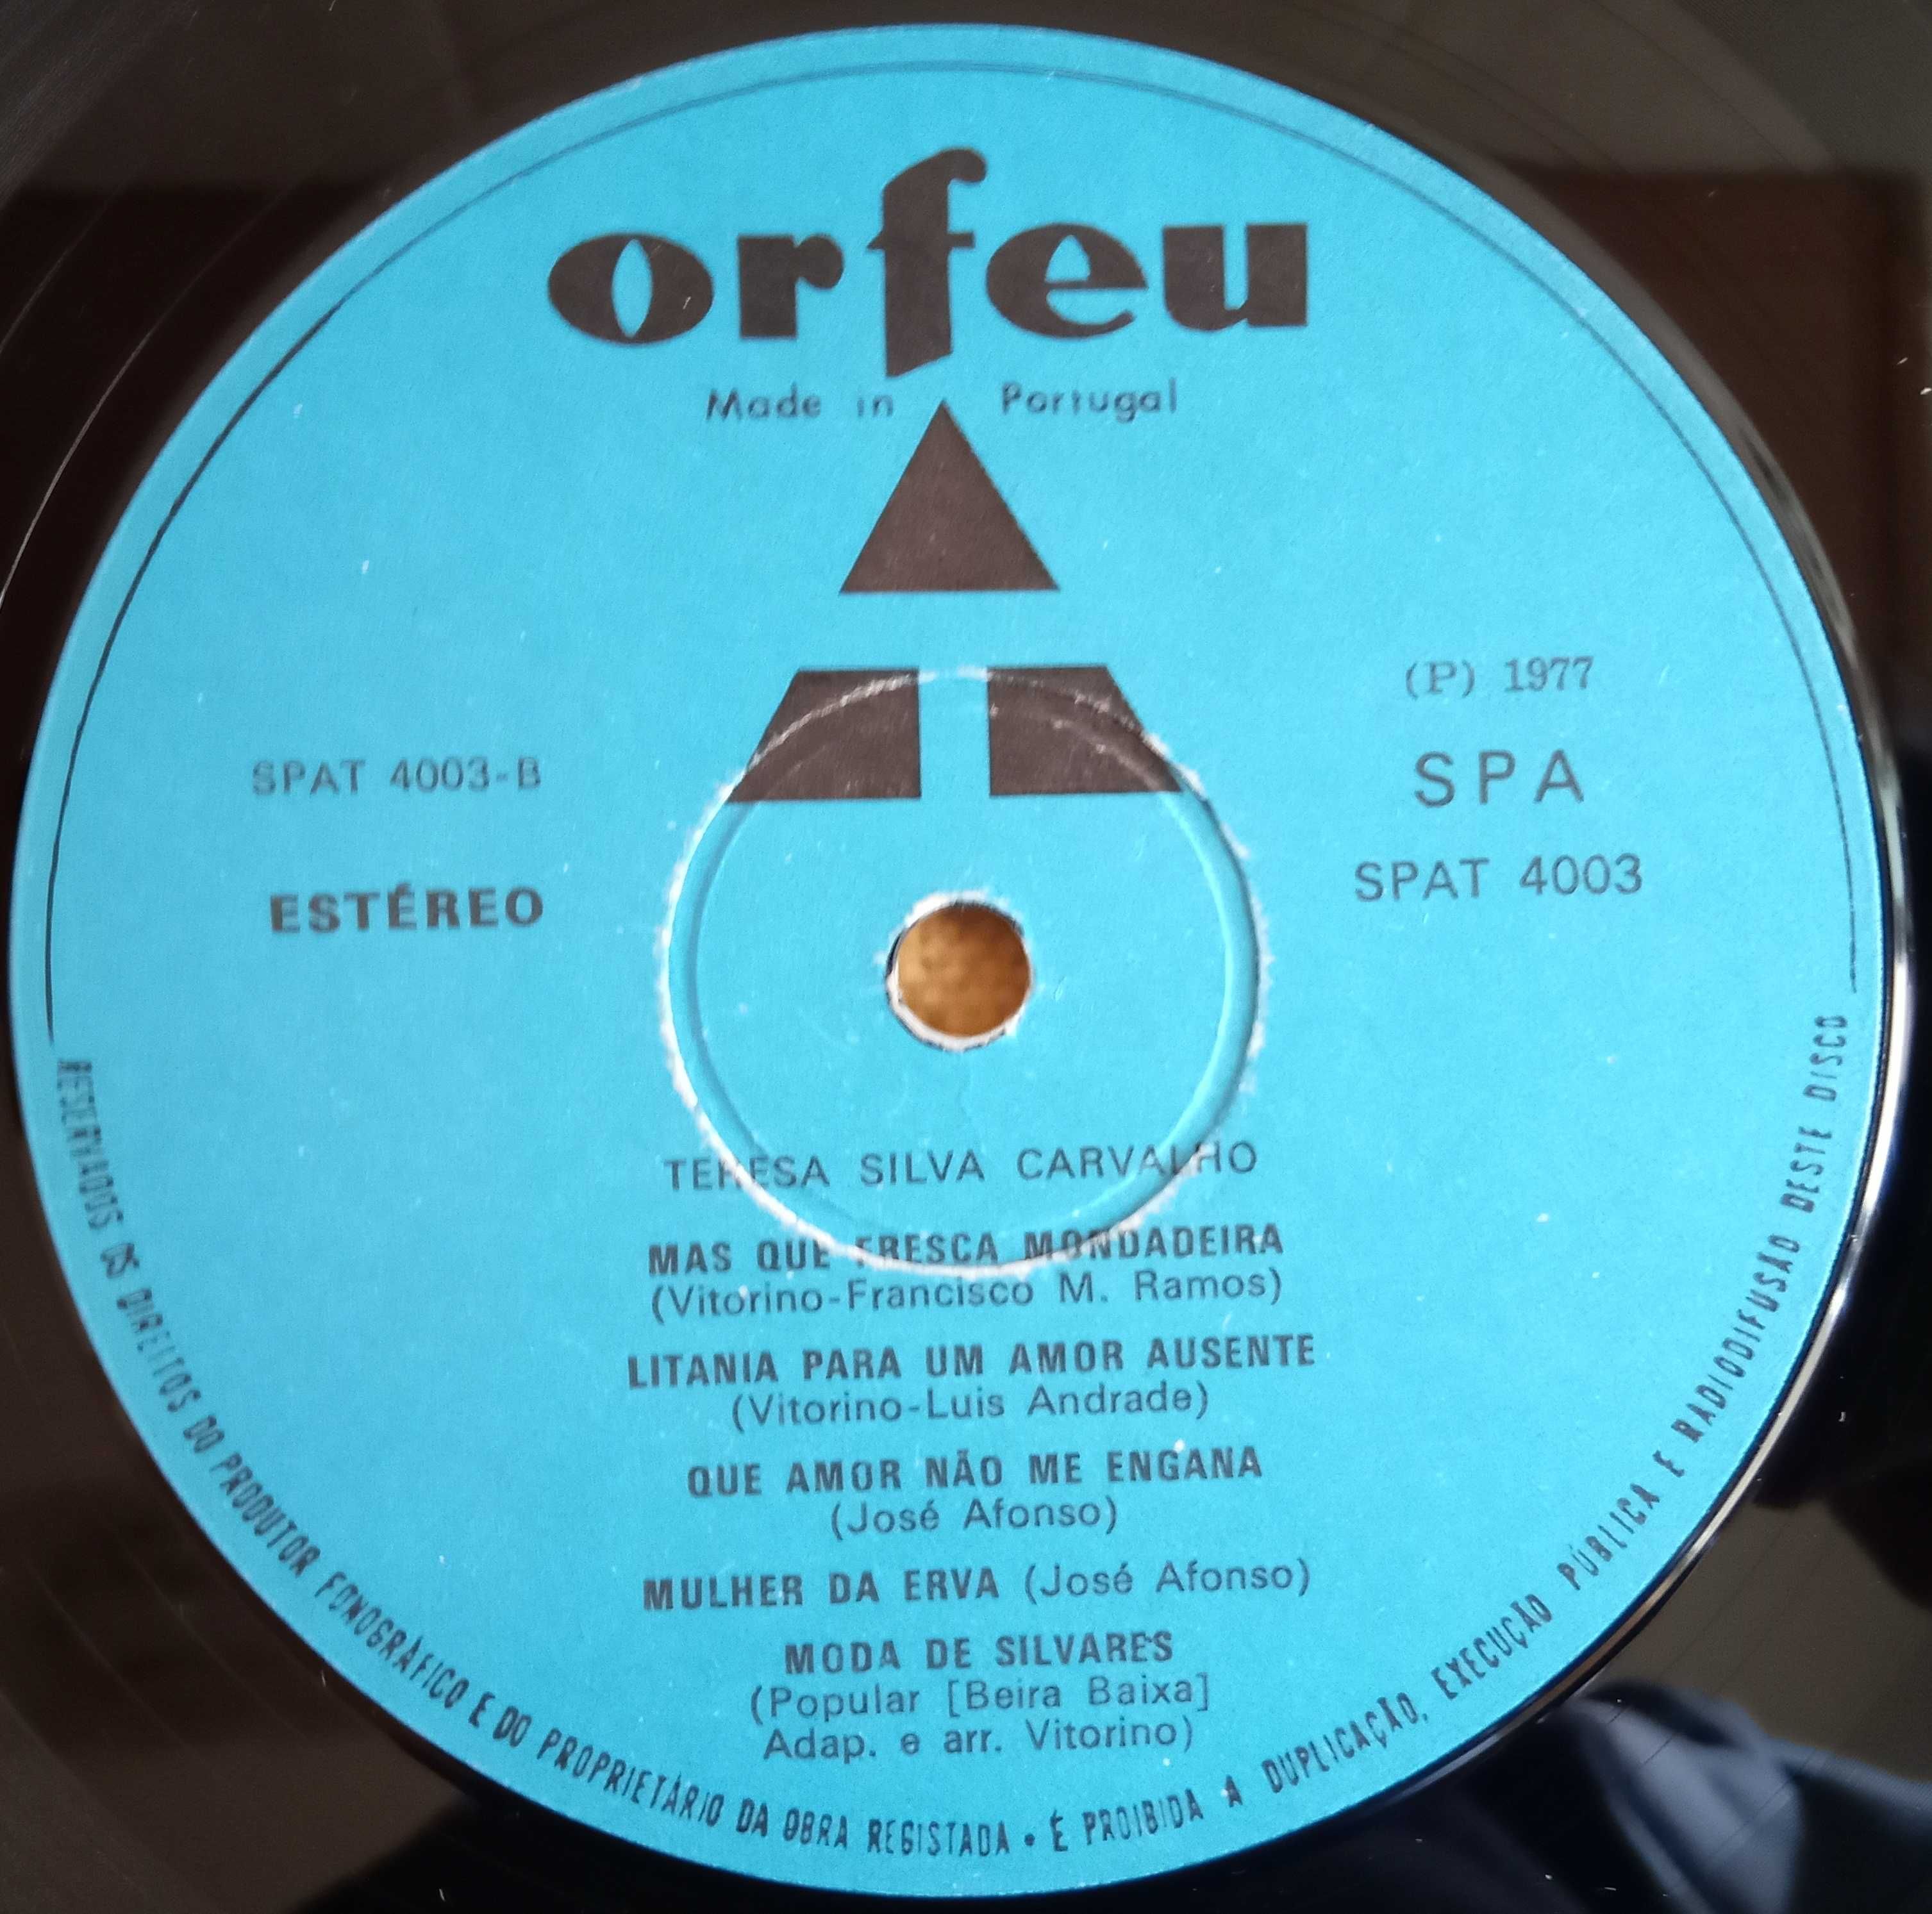 orfeu
Made in Portugal
(P) 1977
SPAT 4003-B
SPA
ESTÉREO
SPAT 4003
TERESA SILVA CARVALHO
MAS QUE FRESCA MONDADEIRA
(Vitorino-Francisco M. Ramos)
LITANIA PARA UM AMOR AUSENTE
(Vitorino-Luis Andrade)
QUE AMOR NÃO ME ENGANA
(José Afonso)
MULHER DA ERVA (José Afonso)
MODA DE SILVARES
(Popular [Beira Baixa]
Adap. e arr. Vitorino)
RESERVADOS OS DIREITOS DO PRODUTOR FONOGRÁFICO E DO PROPRIETÁRIO DA OBRA REGISTADA • É PROIBIDA A DUPLICAÇÃO, EXECUÇÃO PÚBLICA E RADIODIFUSÃO DESTE DISCO